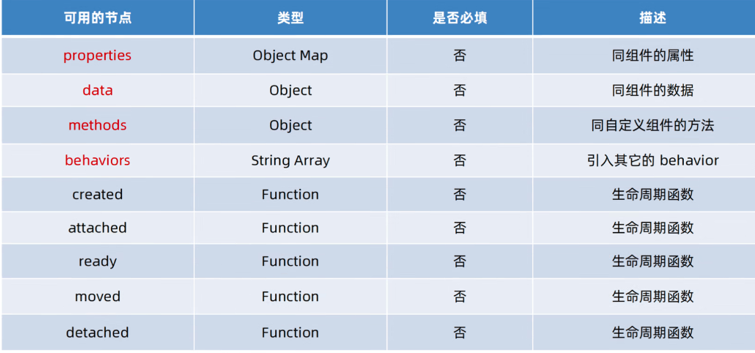 可用的节点 类型 是否必填 描述
properties Object Map 否 同组件的属性
data Object 否 同组件的数据
methods Object 否 同自定义组件的方法
behaviors String Array 否 引入其它的 behavior
created Function 否 生命周期函数
attached Function 否 生命周期函数
ready Function 否 生命周期函数
moved Function 否 生命周期函数
detached Function 否 生命周期函数